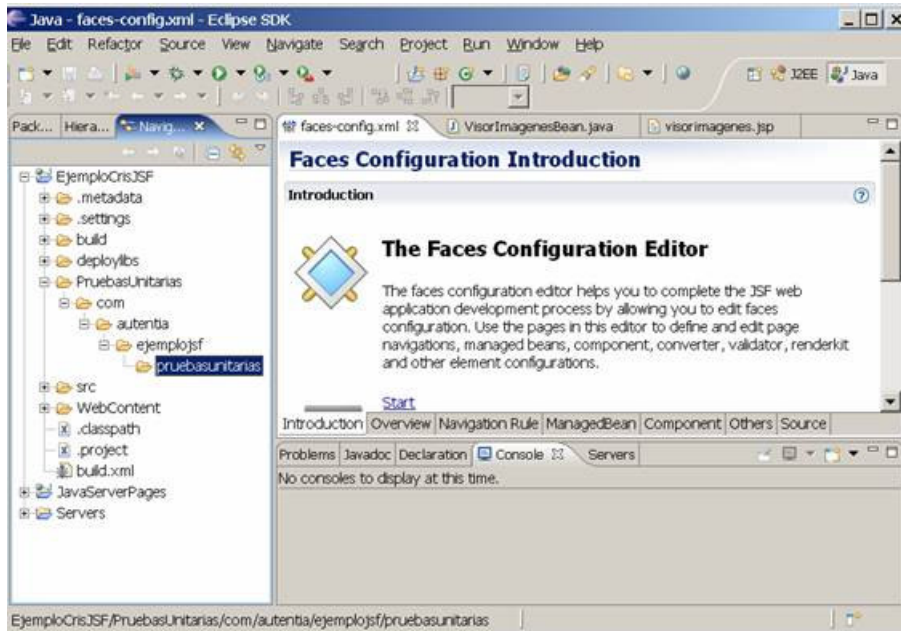 Java - faces-config.xml - Eclipse SDK
File Edit Refactor Source View Navigate Search Project Run Window Help
J2EE Java
Pack... Hiera... Navig... faces-config.xml VisorImagenesBean.java visorimagenes.jsp
EjemploCrisJSF
.metadata
.settings
build
deploylibs
PruebasUnitarias
com
autentia
ejemplojsf
pruebasunitarias
src
WebContent
.classpath
.project
build.xml
JavaServerPages
Servers
Faces Configuration Introduction
Introduction
The Faces Configuration Editor
The faces configuration editor helps you to complete the JSF web
application development process by allowing you to edit faces
configuration. Use the pages in this editor to define and edit page
navigations, managed beans, component, converter, validator, renderkit
and other element configurations.
Start
Introduction Overview Navigation Rule ManagedBean Component Others Source
Problems Javadoc Declaration Console Servers
No consoles to display at this time.
EjemploCrisJSF/PruebasUnitarias/com/autentia/ejemplojsf/pruebasunitarias